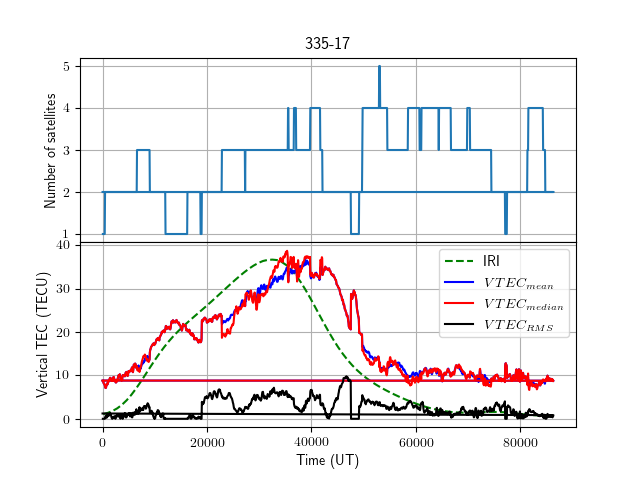 335-17
Number of satellites
5
4
3
2
1
Vertical TEC (TECU)
40
30
20
10
0
IRI
VTEC_mean
VTEC_median
VTEC_RMS
0 20000 40000 60000 80000
Time (UT)